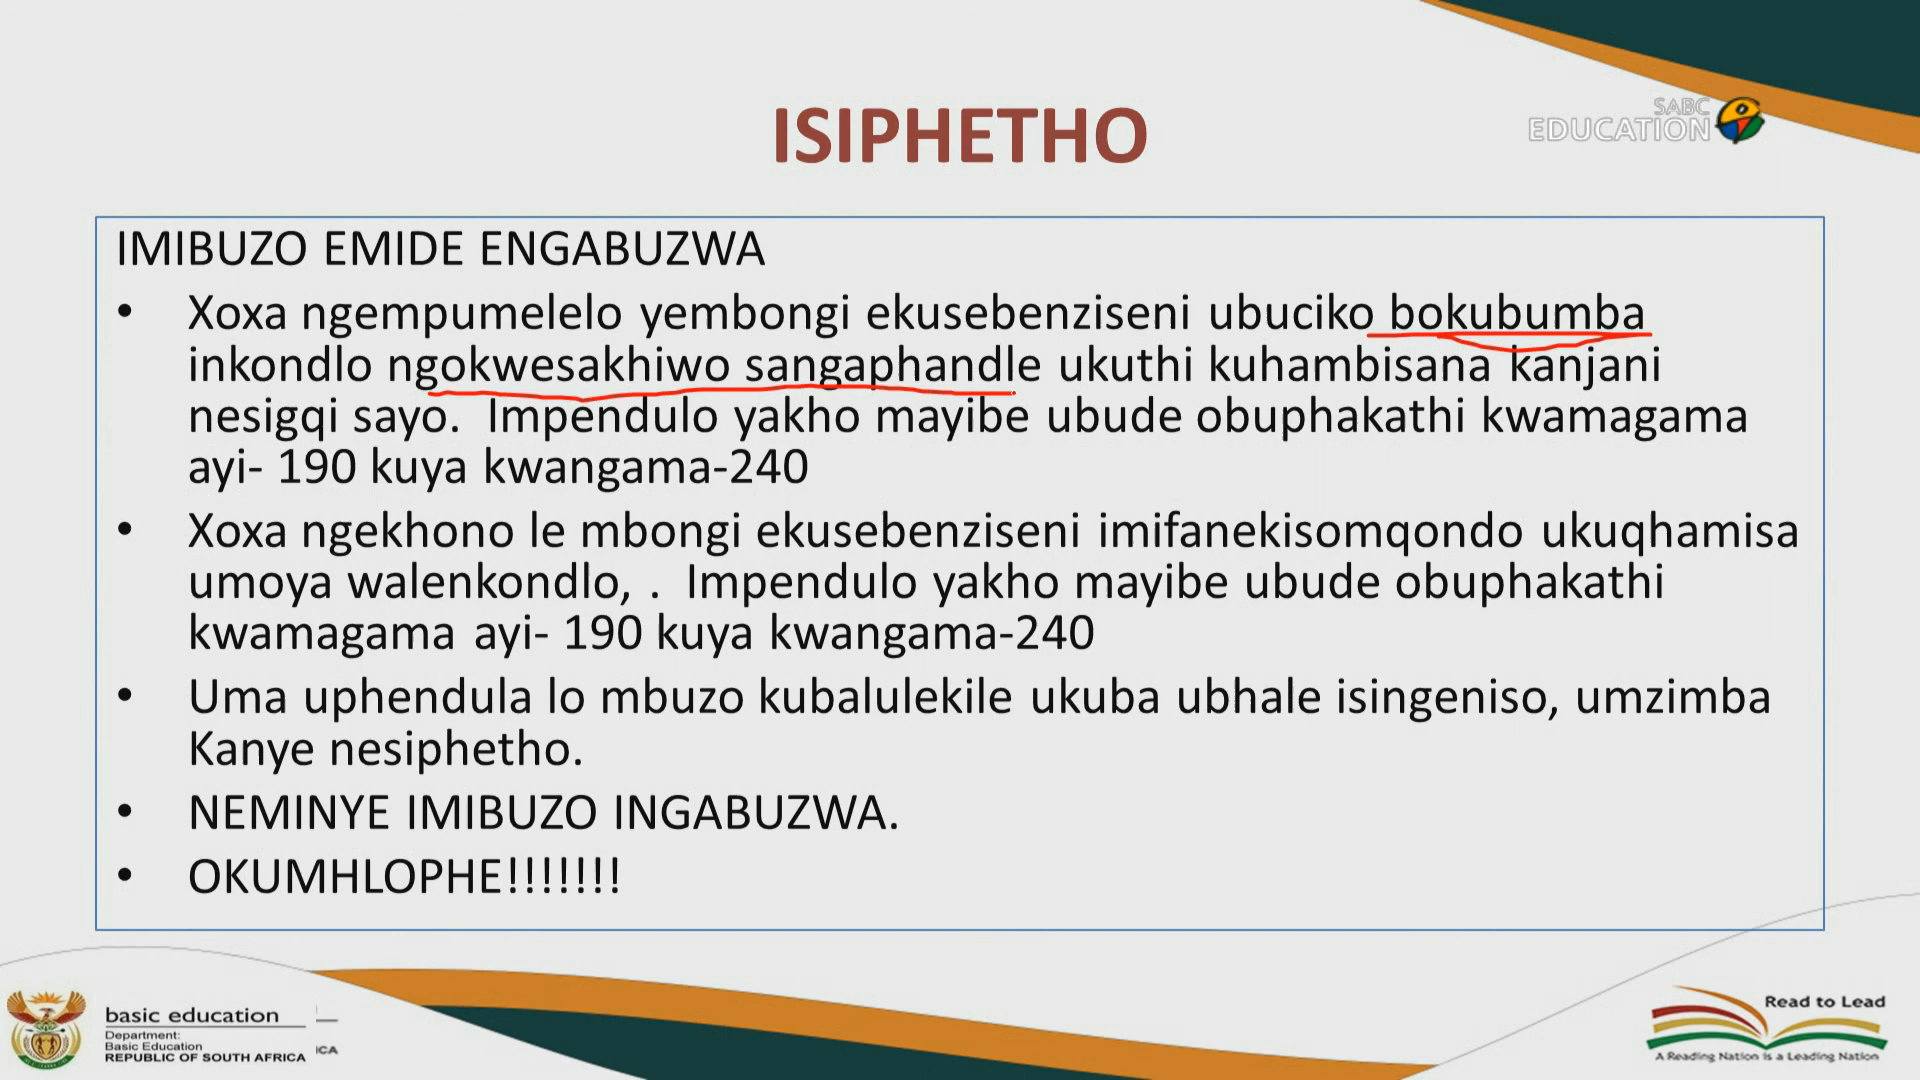 ISIPHETHO
SABC
EDUCATION
IMIBUZO EMIDE ENGABUZWA
• Xoxa ngempumelelo yembongi ekusebenziseni ubuciko bokubumba
inkondlo ngokwesakhiwo sangaphandle ukuthi kuhambisana kanjani
nesigqi sayo. Impendulo yakho mayibe ubude obuphakathi kwamagama
ayi- 190 kuya kwangama-240
• Xoxa ngekhono le mbongi ekusebenziseni imifanekisomqondo ukuqhamisa
umoya walenkondlo, . Impendulo yakho mayibe ubude obuphakathi
kwamagama ayi- 190 kuya kwangama-240
• Uma uphendula lo mbuzo kubalulekile ukuba ubhale isingeniso, umzimba
Kanye nesiphetho.
• NEMINYE IMIBUZO INGABUZWA.
• OKUMHLOPHE!!!!!!!
basic education
Department:
Basic Education
REPUBLIC OF SOUTH AFRICA
ICA
Read to Lead
A Reading Nation is a Leading Nation